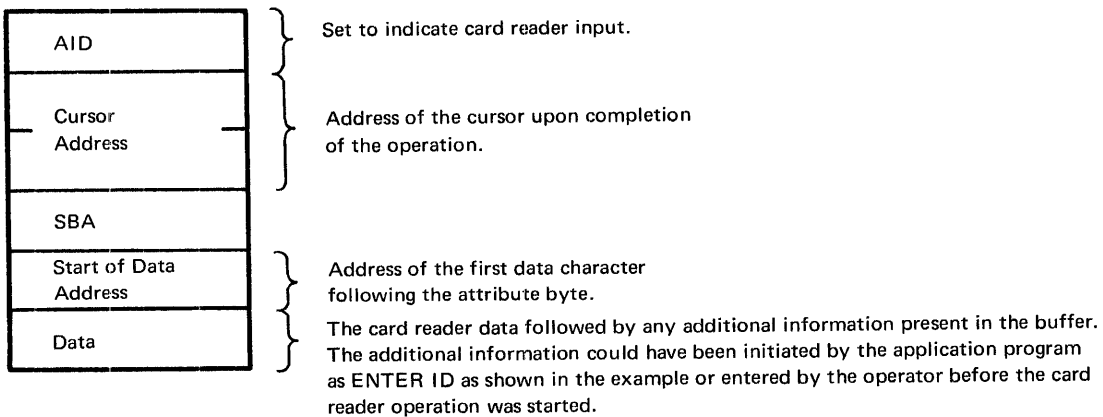 AID
Set to indicate card reader input.
Cursor
Address
Address of the cursor upon completion
of the operation.
SBA
Start of Data
Address
Address of the first data character
following the attribute byte.
Data
The card reader data followed by any additional information present in the buffer.
The additional information could have been initiated by the application program
as ENTER ID as shown in the example or entered by the operator before the card
reader operation was started.